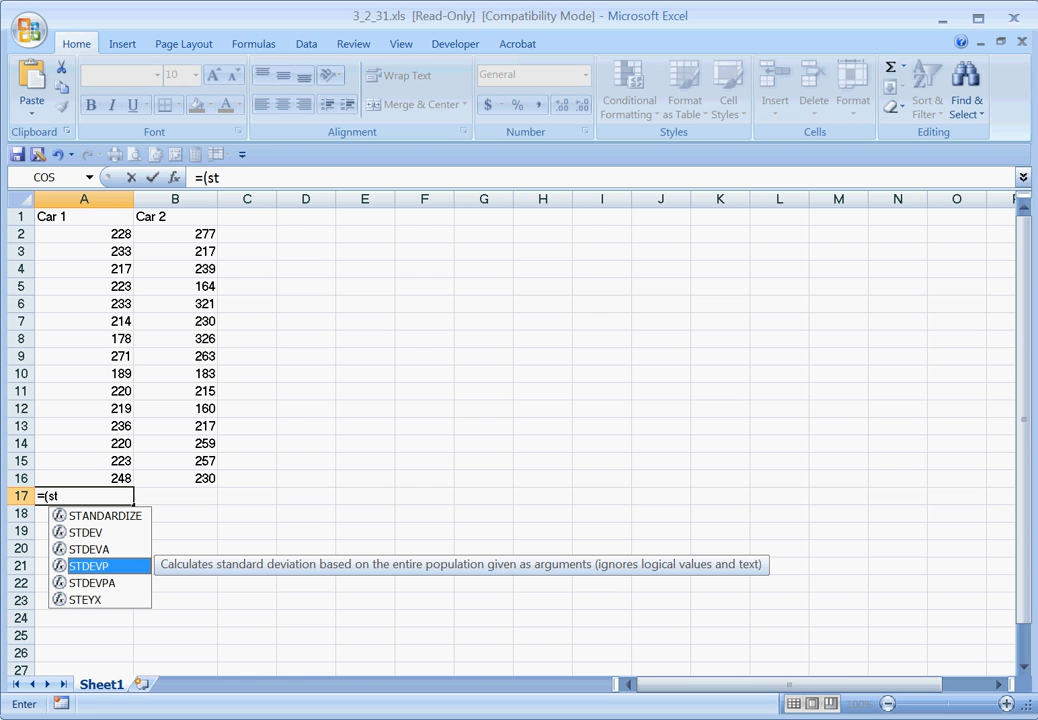 3_2_31.xls [Read-Only] [Compatibility Mode] - Microsoft Excel
Home Insert Page Layout Formulas Data Review View Developer Acrobat
Paste
Clipboard
10
B I U
Font
Wrap Text
Merge & Center
Alignment
General
$ % ,
Number
Conditional Formatting
Format as Table
Cell Styles
Styles
Insert Delete Format
Cells
Σ
Sort & Filter
Find & Select
Editing
COS =(st
A B C D E F G H I J K L M N O
1 Car 1 Car 2
2 228 277
3 233 217
4 217 239
5 223 164
6 233 321
7 214 230
8 178 326
9 271 263
10 189 183
11 220 215
12 219 160
13 236 217
14 220 259
15 223 257
16 248 230
17 =(st
18
19
20
21
22
23
24
25
26
27
STANDARDIZE
STDEV
STDEVA
STDEVP
STDEVPA
STEYX
Calculates standard deviation based on the entire population given as arguments (ignores logical values and text)
Sheet1
Enter
100%